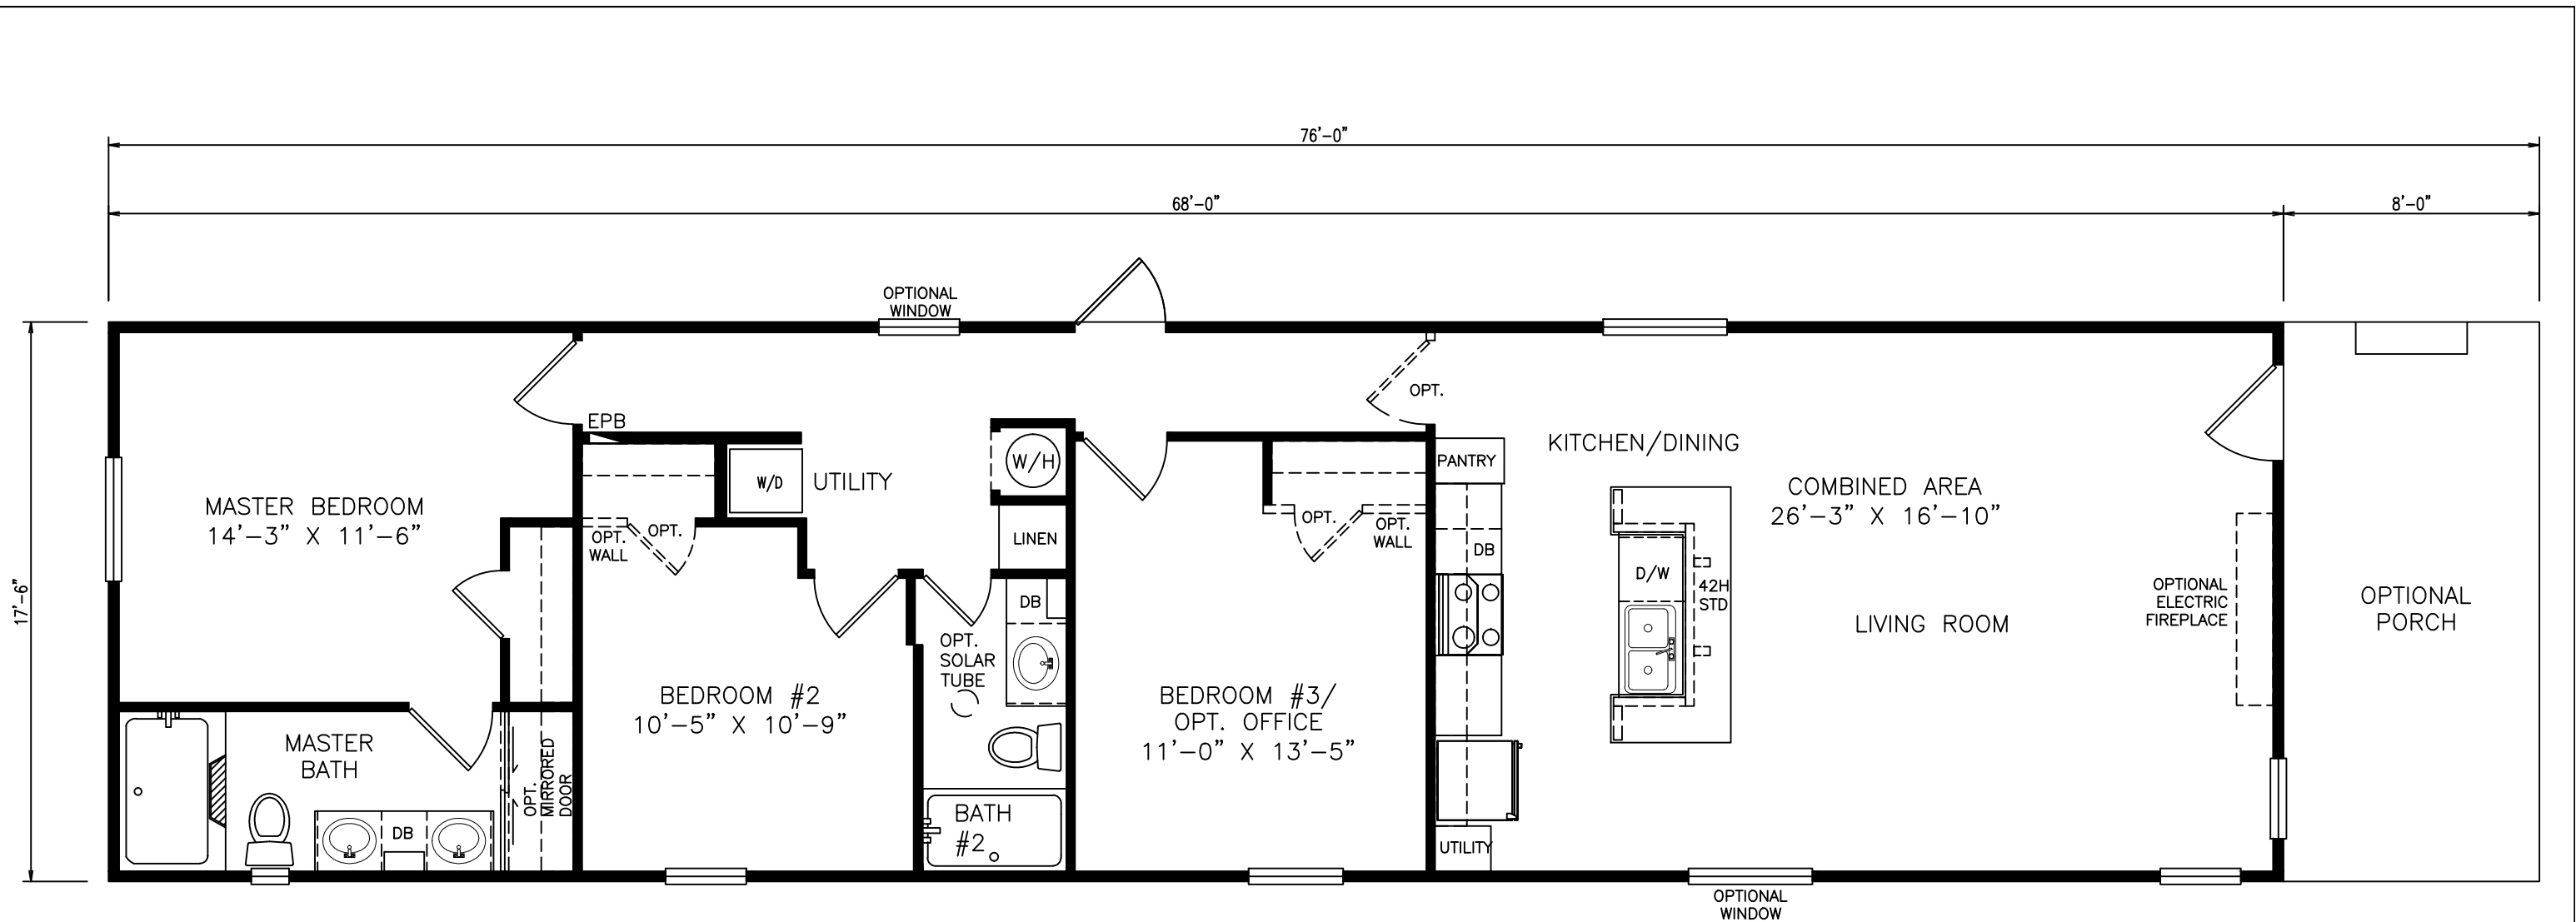 76'-0"
68'-0"
8'-0"
17'-6"
OPTIONAL
WINDOW
OPT.
EPB
MASTER BEDROOM
14'-3" X 11'-6"
W/D
UTILITY
W/H
LINEN
OPT.
WALL
OPT.
OPT.
OPT.
WALL
PANTRY
DB
KITCHEN/DINING
COMBINED AREA
26'-3" X 16'-10"
D/W
42H
STD
LIVING ROOM
OPTIONAL
ELECTRIC
FIREPLACE
OPTIONAL
PORCH
DB
OPT.
SOLAR
TUBE
BEDROOM #2
10'-5" X 10'-9"
BEDROOM #3/
OPT. OFFICE
11'-0" X 13'-5"
MASTER
BATH
DB
OPT.
MIRRORED
DOOR
BATH
#2
UTILITY
OPTIONAL
WINDOW